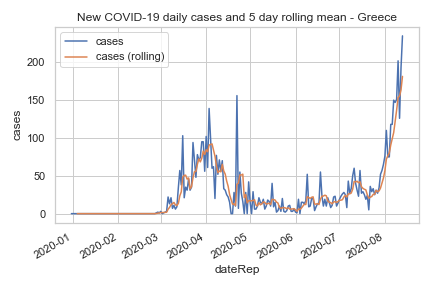 New COVID-19 daily cases and 5 day rolling mean - Greece
cases
cases (rolling)
200
150
100
50
0
cases
2020-01
2020-02
2020-03
2020-04
2020-05
2020-06
2020-07
2020-08
dateRep